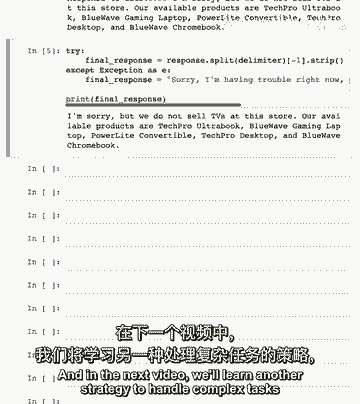 t this store. Our available products are TechPro Ultraboo
k, BlueWave Gaming Laptop, PowerLite Convertible, TechPro
Desktop, and BlueWave Chromebook.
In [5]: try:
final_response = response.split(delimiter)[-1].strip()
except Exception as e:
final_response = "Sorry, I'm having trouble right now,
print(final_response)
I'm sorry, but we do not sell TVs at this store. Our avai
lable products are TechPro Ultrabook, BlueWave Gaming Lap
top, PowerLite Convertible, TechPro Desktop, and BlueWave
Chromebook.
In [ ]:
In [ ]:
In [ ]:
In [ ]:
In [ ]:
In [ ]:
In [ ]:
In [ ]:
在下一个视频中，
In [ ]:
我们将学习另一种处理复杂任务的策略，
And in the next video, we'll learn another
strategy to handle complex tasks
In [ ]: